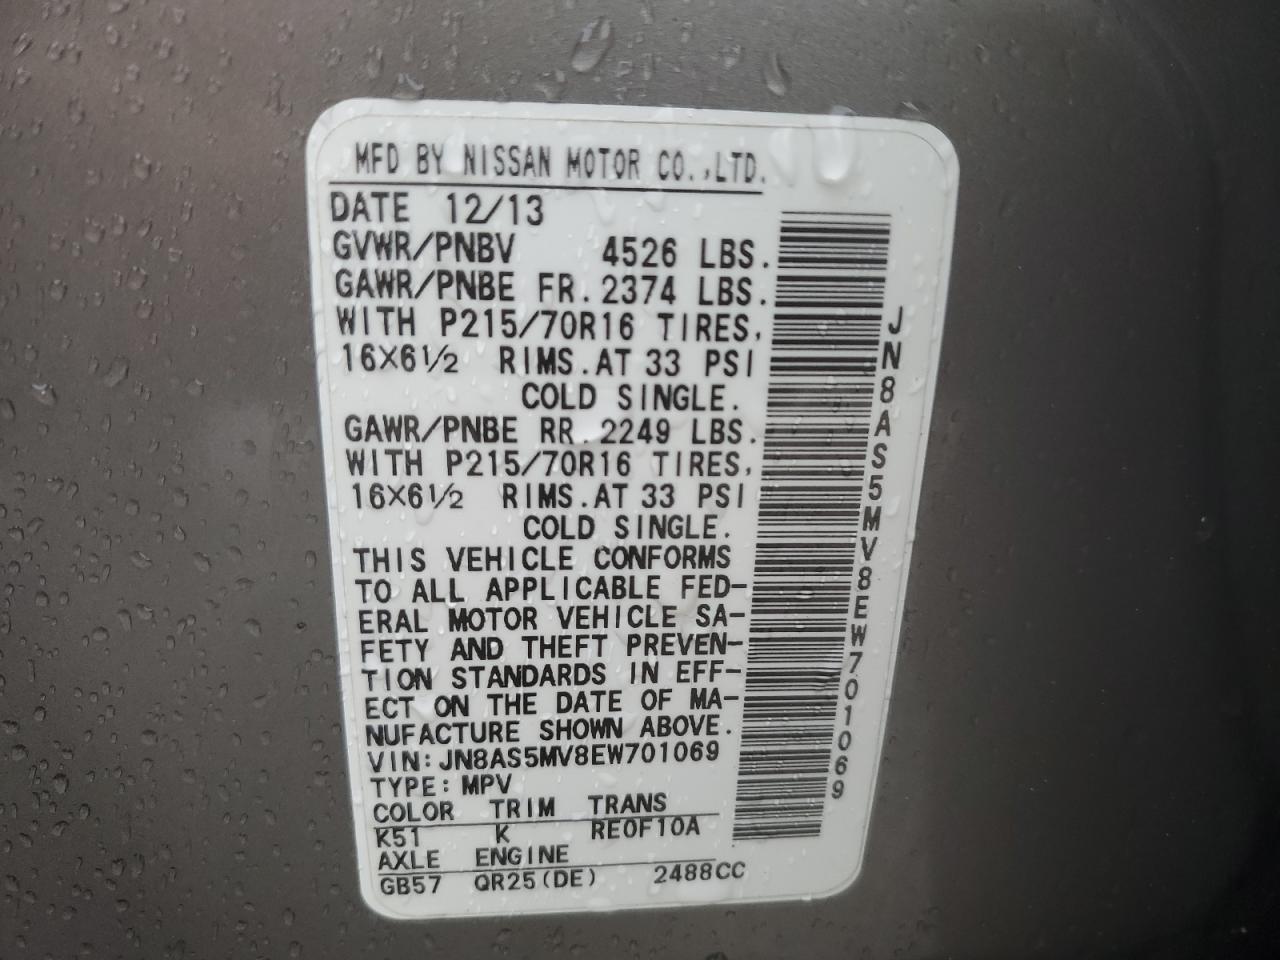 MFD BY NISSAN MOTOR CO.,LTD.
DATE 12/13
GVWR/PNBV 4526 LBS.
GAWR/PNBE FR. 2374 LBS.
WITH P215/70R16 TIRES,
16X6½ RIMS.AT 33 PSI
COLD SINGLE.
GAWR/PNBE RR. 2249 LBS.
WITH P215/70R16 TIRES,
16X6½ RIMS.AT 33 PSI
COLD SINGLE.
THIS VEHICLE CONFORMS
TO ALL APPLICABLE FED-
ERAL MOTOR VEHICLE SA-
FETY AND THEFT PREVEN-
TION STANDARDS IN EFF-
ECT ON THE DATE OF MA-
NUFACTURE SHOWN ABOVE.
VIN:JN8AS5MV8EW701069
TYPE:MPV
COLOR TRIM TRANS
K51 K RE0F10A
AXLE ENGINE
GB57 QR25(DE) 2488CC
JN8AS5MV8EW701069